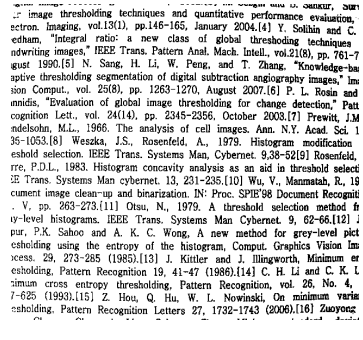 image thresholding techniques and quantitative performance evaluation,
ectron. Imaging, vol.13(1), pp.146-165, January 2004.[4] Y. Solihin and C.
edham, "Integral ratio: a new class of global thresholding techniques
ndwriting images," IEEE Trans. Pattern Anal. Mach. Intell., vol.21(8), pp. 761-7
gust 1990.[5] N. Sang, H. Li, W. Peng, and T. Zhang, "Knowledge-ba
aptive thresholding segmentation of digital subtraction angiography images," Ima
sion Comput., vol. 25(8), pp. 1263-1270, August 2007.[6] P. L. Rosin and
annidis, "Evaluation of global image thresholding for change detection," Patt
cognition Lett., vol. 24(14), pp. 2345-2356, October 2003.[7] Prewitt, J.M
ndelsohn, M.L., 1966. The analysis of cell images. Ann. N.Y. Acad. Sci. 1
35-1053.[8] Weszka, J.S., Rosenfeld, A., 1979. Histogram modification
eshold selection. IEEE Trans. Systems Man, Cybernet. 9,38-52[9] Rosenfeld,
rre, P.D.L., 1983. Histogram concavity analysis as an aid in threshold selecti
EE Trans. Systems Man cybernet. 13, 231-235.[10] Wu, V., Manmatah, R., 19
cument image clean-up and binarization. IN: Proc. SPIE'98 Document Recogniti
. V, pp. 263-273.[11] Otsu, N., 1979. A threshold selection method fr
y-level histograms. IEEE Trans. Systems Man Cybernet. 9, 62-66.[12] J
pur, P.K. Sahoo and A. K. C. Wong, A new method for grey-level pict
esholding using the entropy of the histogram, Comput. Graphics Vision Im
ocess. 29, 273-285 (1985).[13] J. Kittler and J. Illingworth, Minimum er
esholding, Pattern Recognition 19, 41-47 (1986).[14] C. H. Li and C. K. L
nimum cross entropy thresholding, Pattern Recognition, vol. 26, No. 4,
7-625 (1993).[15] Z. Hou, Q. Hu, W. L. Nowinski, On minimum varia
esholding, Pattern Recognition Letters 27, 1732-1743 (2006).[16] Zuoyong